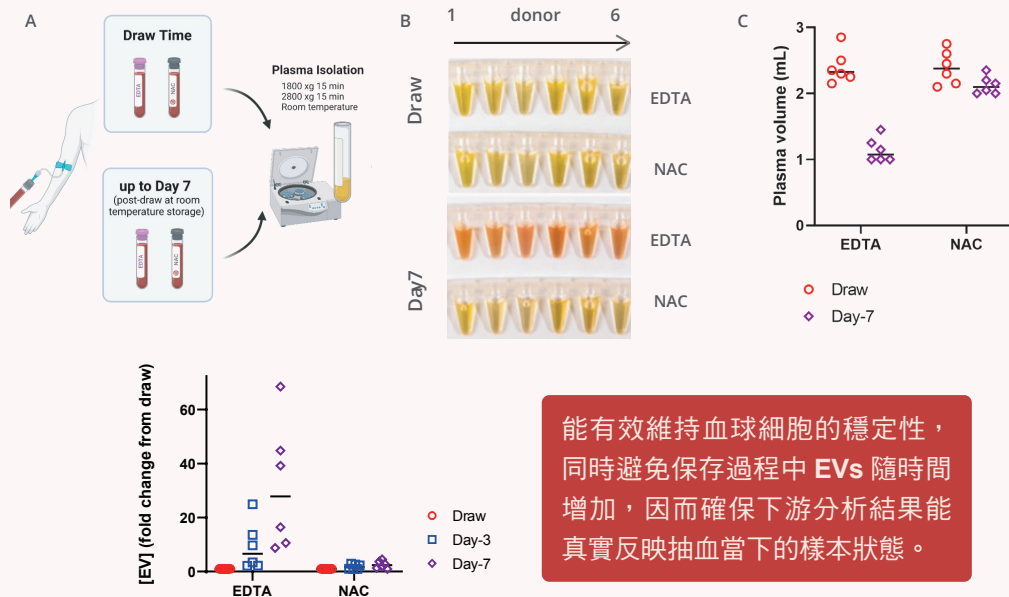 A
Draw Time
EDTA
NAC
up to Day 7
(post-draw at room
temperature storage)
EDTA
NAC
Plasma Isolation
1800 xg 15 min
2800 xg 15 min
Room temperature
B
1 donor 6
Draw
EDTA
NAC
Day7
EDTA
NAC
C
Plasma volume (mL)
3
2
1
0
EDTA NAC
Draw
Day-7
[EV] (fold change from draw)
60
40
20
0
EDTA NAC
Draw
Day-3
Day-7
能有效維持血球細胞的穩定性，
同時避免保存過程中 EVs 隨時間
增加，因而確保下游分析結果能
真實反映抽血當下的樣本狀態。